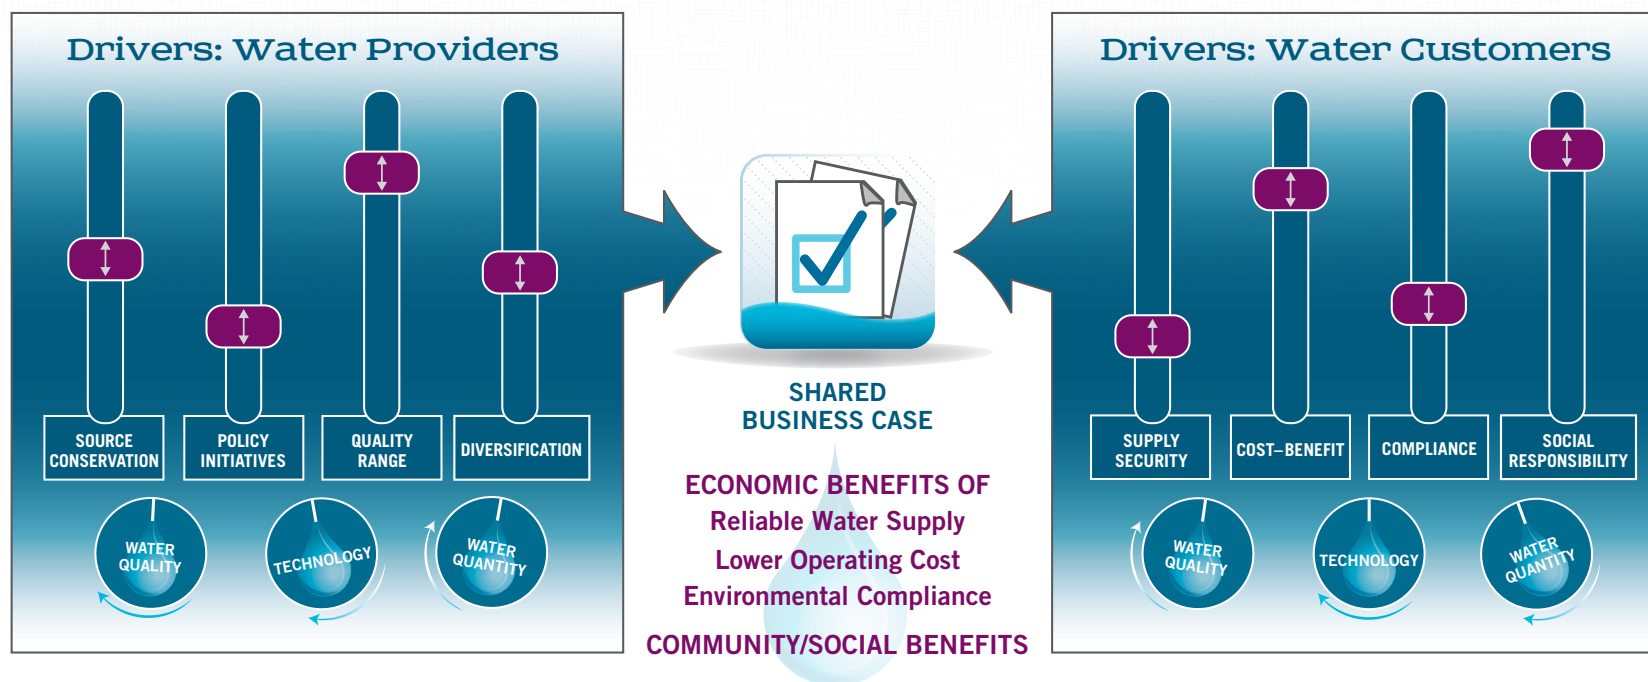 Drivers: Water Providers
SOURCE
CONSERVATION
POLICY
INITIATIVES
QUALITY
RANGE
DIVERSIFICATION
WATER
QUALITY
TECHNOLOGY
WATER
QUANTITY
SHARED
BUSINESS CASE
ECONOMIC BENEFITS OF
Reliable Water Supply
Lower Operating Cost
Environmental Compliance
COMMUNITY/SOCIAL BENEFITS
Drivers: Water Customers
SUPPLY
SECURITY
COST–BENEFIT
COMPLIANCE
SOCIAL
RESPONSIBILITY
WATER
QUALITY
TECHNOLOGY
WATER
QUANTITY